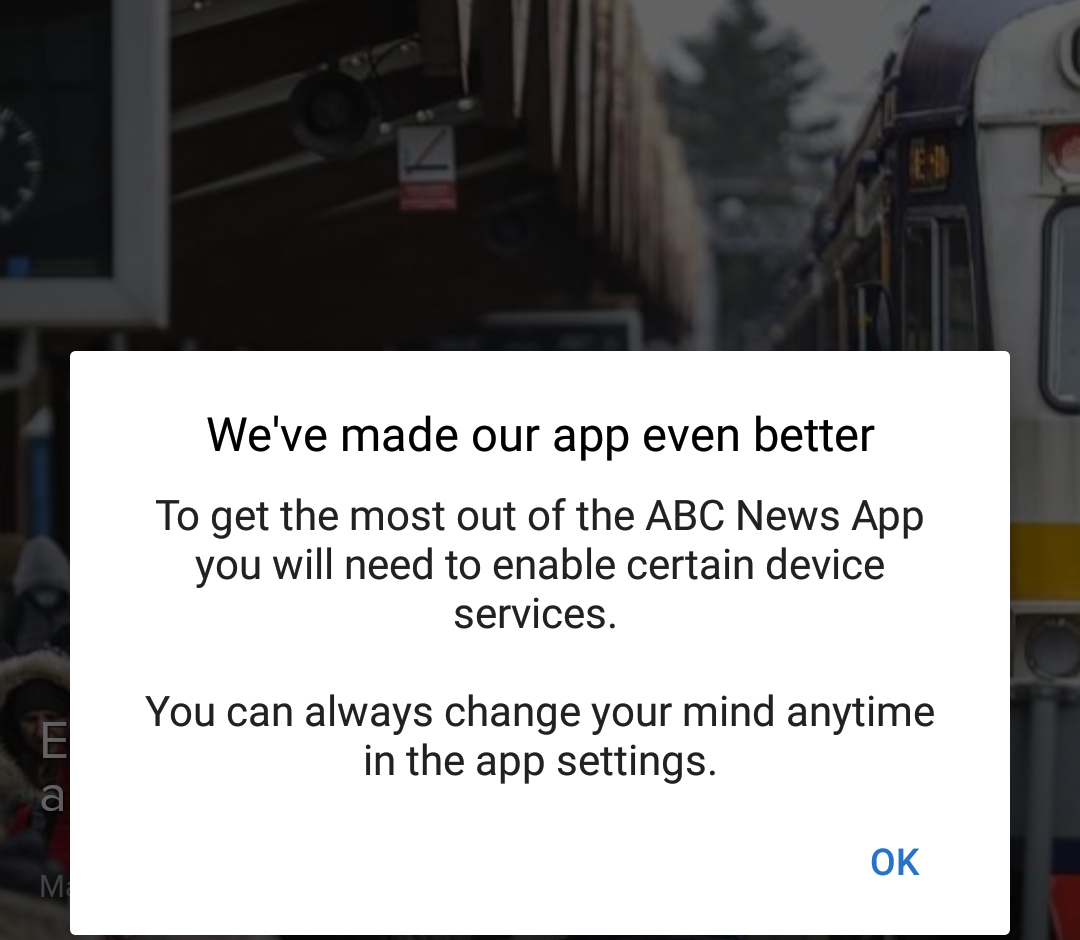 We've made our app even better
To get the most out of the ABC News App
you will need to enable certain device
services.
You can always change your mind anytime
in the app settings.
OK